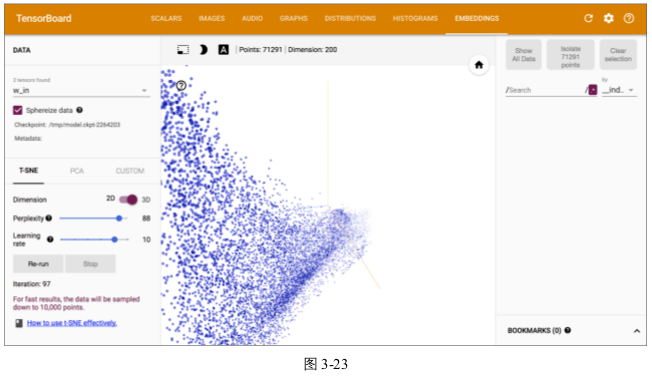 TensorBoard
SCALARS IMAGES AUDIO GRAPHS DISTRIBUTIONS HISTOGRAMS EMBEDDINGS
DATA
A Points: 71291 Dimension: 200
Show All Data
Isolate 71291 points
Clear selection
2 tensors found
w_in
by
/Search /.* __ind..
Sphereize data
Checkpoint: /tmp/model.ckpt-2264203
Metadata:
T-SNE PCA CUSTOM
Dimension 2D 3D
Perplexity 88
Learning rate 10
Re-run Stop
Iteration: 97
For fast results, the data will be sampled
down to 10,000 points.
How to use t-SNE effectively.
BOOKMARKS (0)
图 3-23